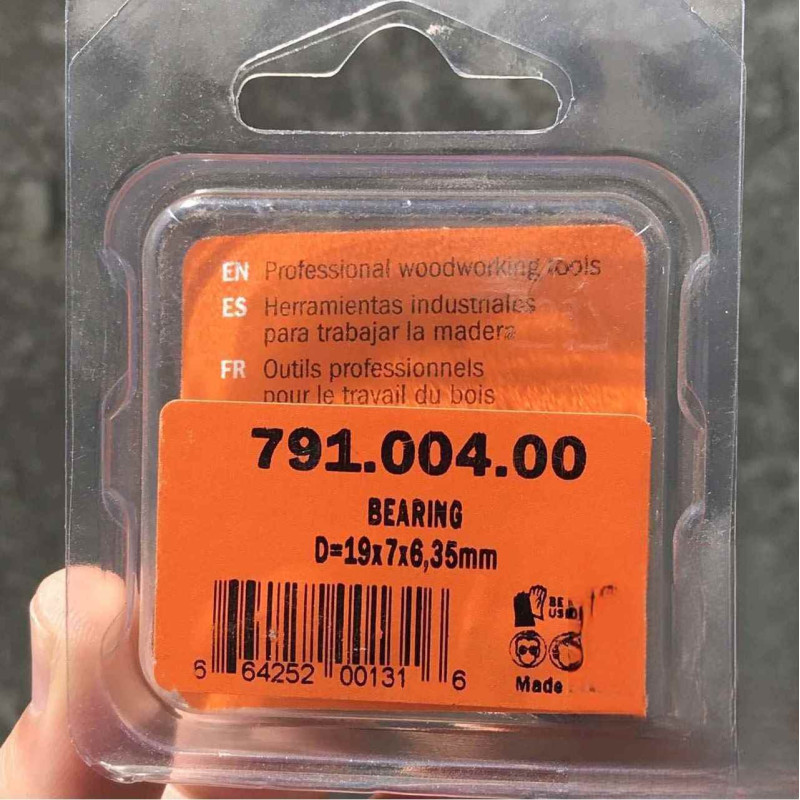 EN Professional woodworking tools
ES Herramientas industriales
para trabajar la madera
FR Outils professionnels
pour le travail du bois
791.004.00
BEARING
D=19x7x6,35mm
BE
6 64252 00131 6
Made